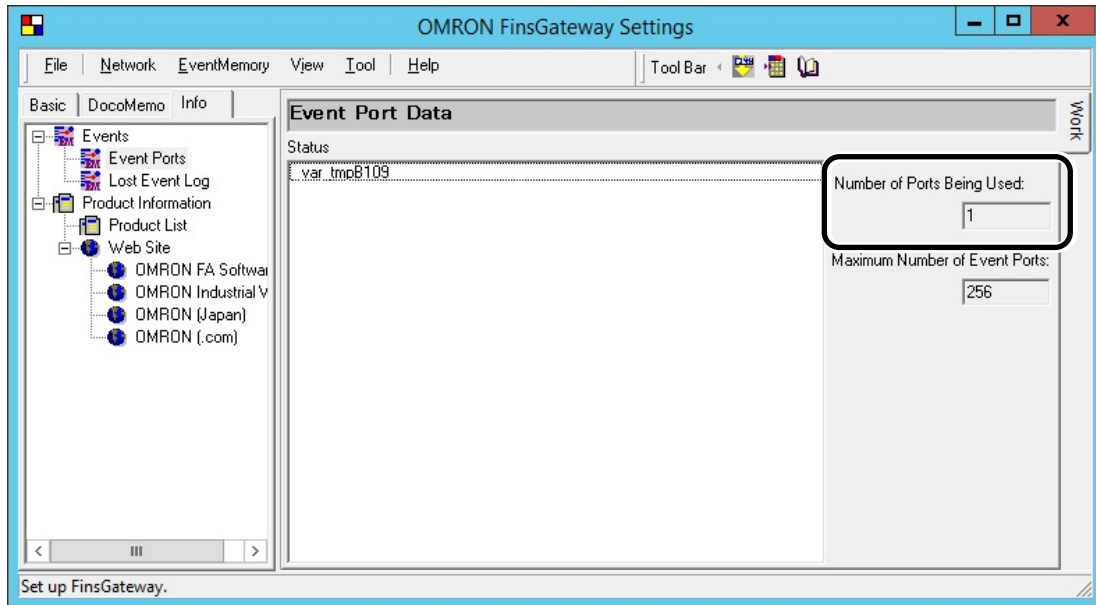 OMRON FinsGateway Settings
File Network EventMemory View Tool Help Tool Bar
Basic DocoMemo Info
Event Port Data
Work
Events
Event Ports
Lost Event Log
Product Information
Product List
Web Site
OMRON FA Softwar
OMRON Industrial V
OMRON (Japan)
OMRON (.com)
Status
_var_tmpB109
Number of Ports Being Used:
1
Maximum Number of Event Ports:
256
Set up FinsGateway.